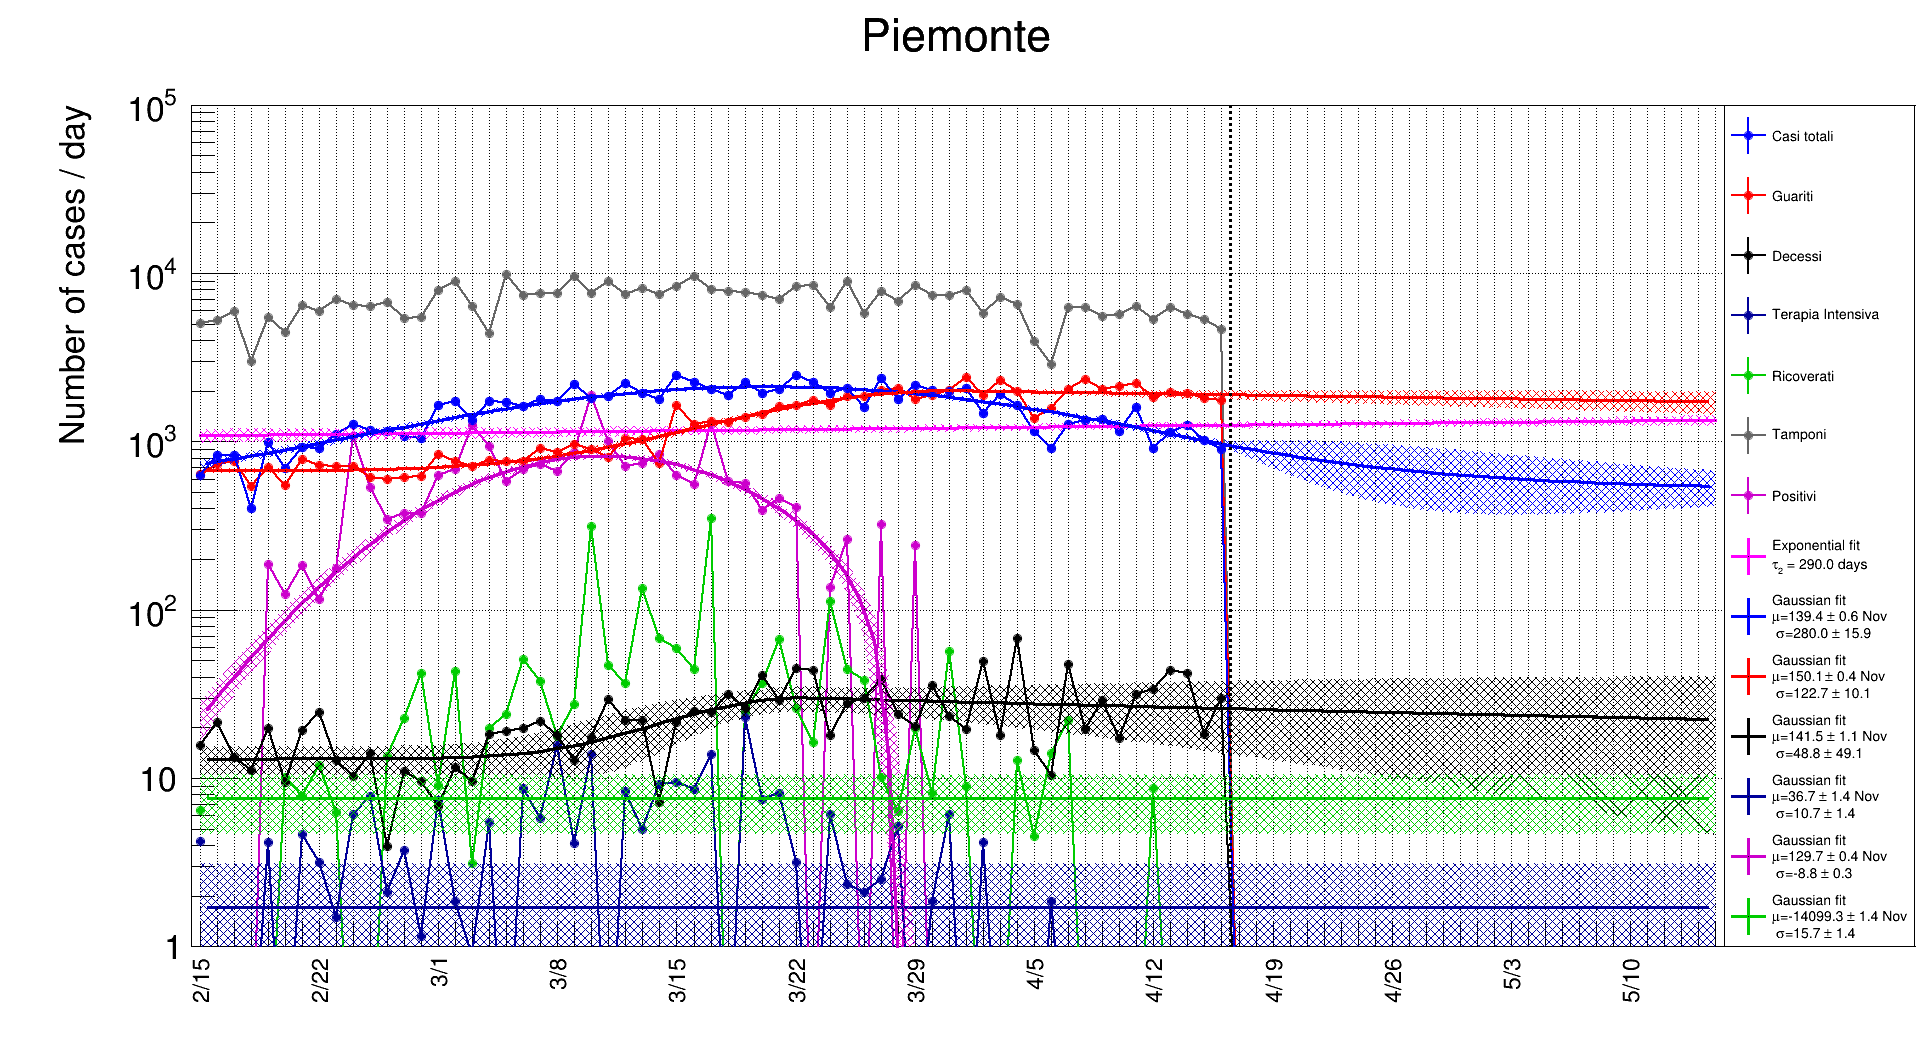 Piemonte
Number of cases / day
10^5
10^4
10^3
10^2
10
1
2/15
2/22
3/1
3/8
3/15
3/22
3/29
4/5
4/12
4/19
4/26
5/3
5/10
Casi totali
Guariti
Decessi
Terapia Intensiva
Ricoverati
Tamponi
Positivi
Exponential fit
τ₂ = 290.0 days
Gaussian fit
μ=139.4 ± 0.6 Nov
σ=280.0 ± 15.9
Gaussian fit
μ=150.1 ± 0.4 Nov
σ=122.7 ± 10.1
Gaussian fit
μ=141.5 ± 1.1 Nov
σ=48.8 ± 49.1
Gaussian fit
μ=36.7 ± 1.4 Nov
σ=10.7 ± 1.4
Gaussian fit
μ=129.7 ± 0.4 Nov
σ=-8.8 ± 0.3
Gaussian fit
μ=-14099.3 ± 1.4 Nov
σ=15.7 ± 1.4